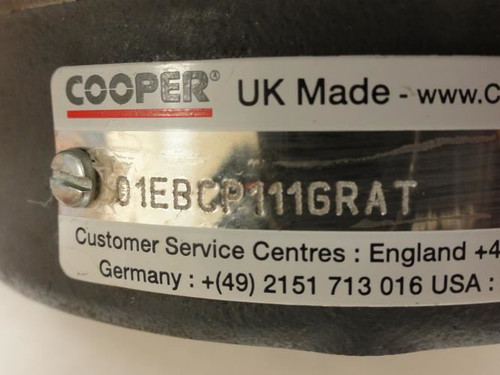 COOPER® UK Made - www.C
01EBCP111GRAT
Customer Service Centres : England +4
Germany : +(49) 2151 713 016 USA :